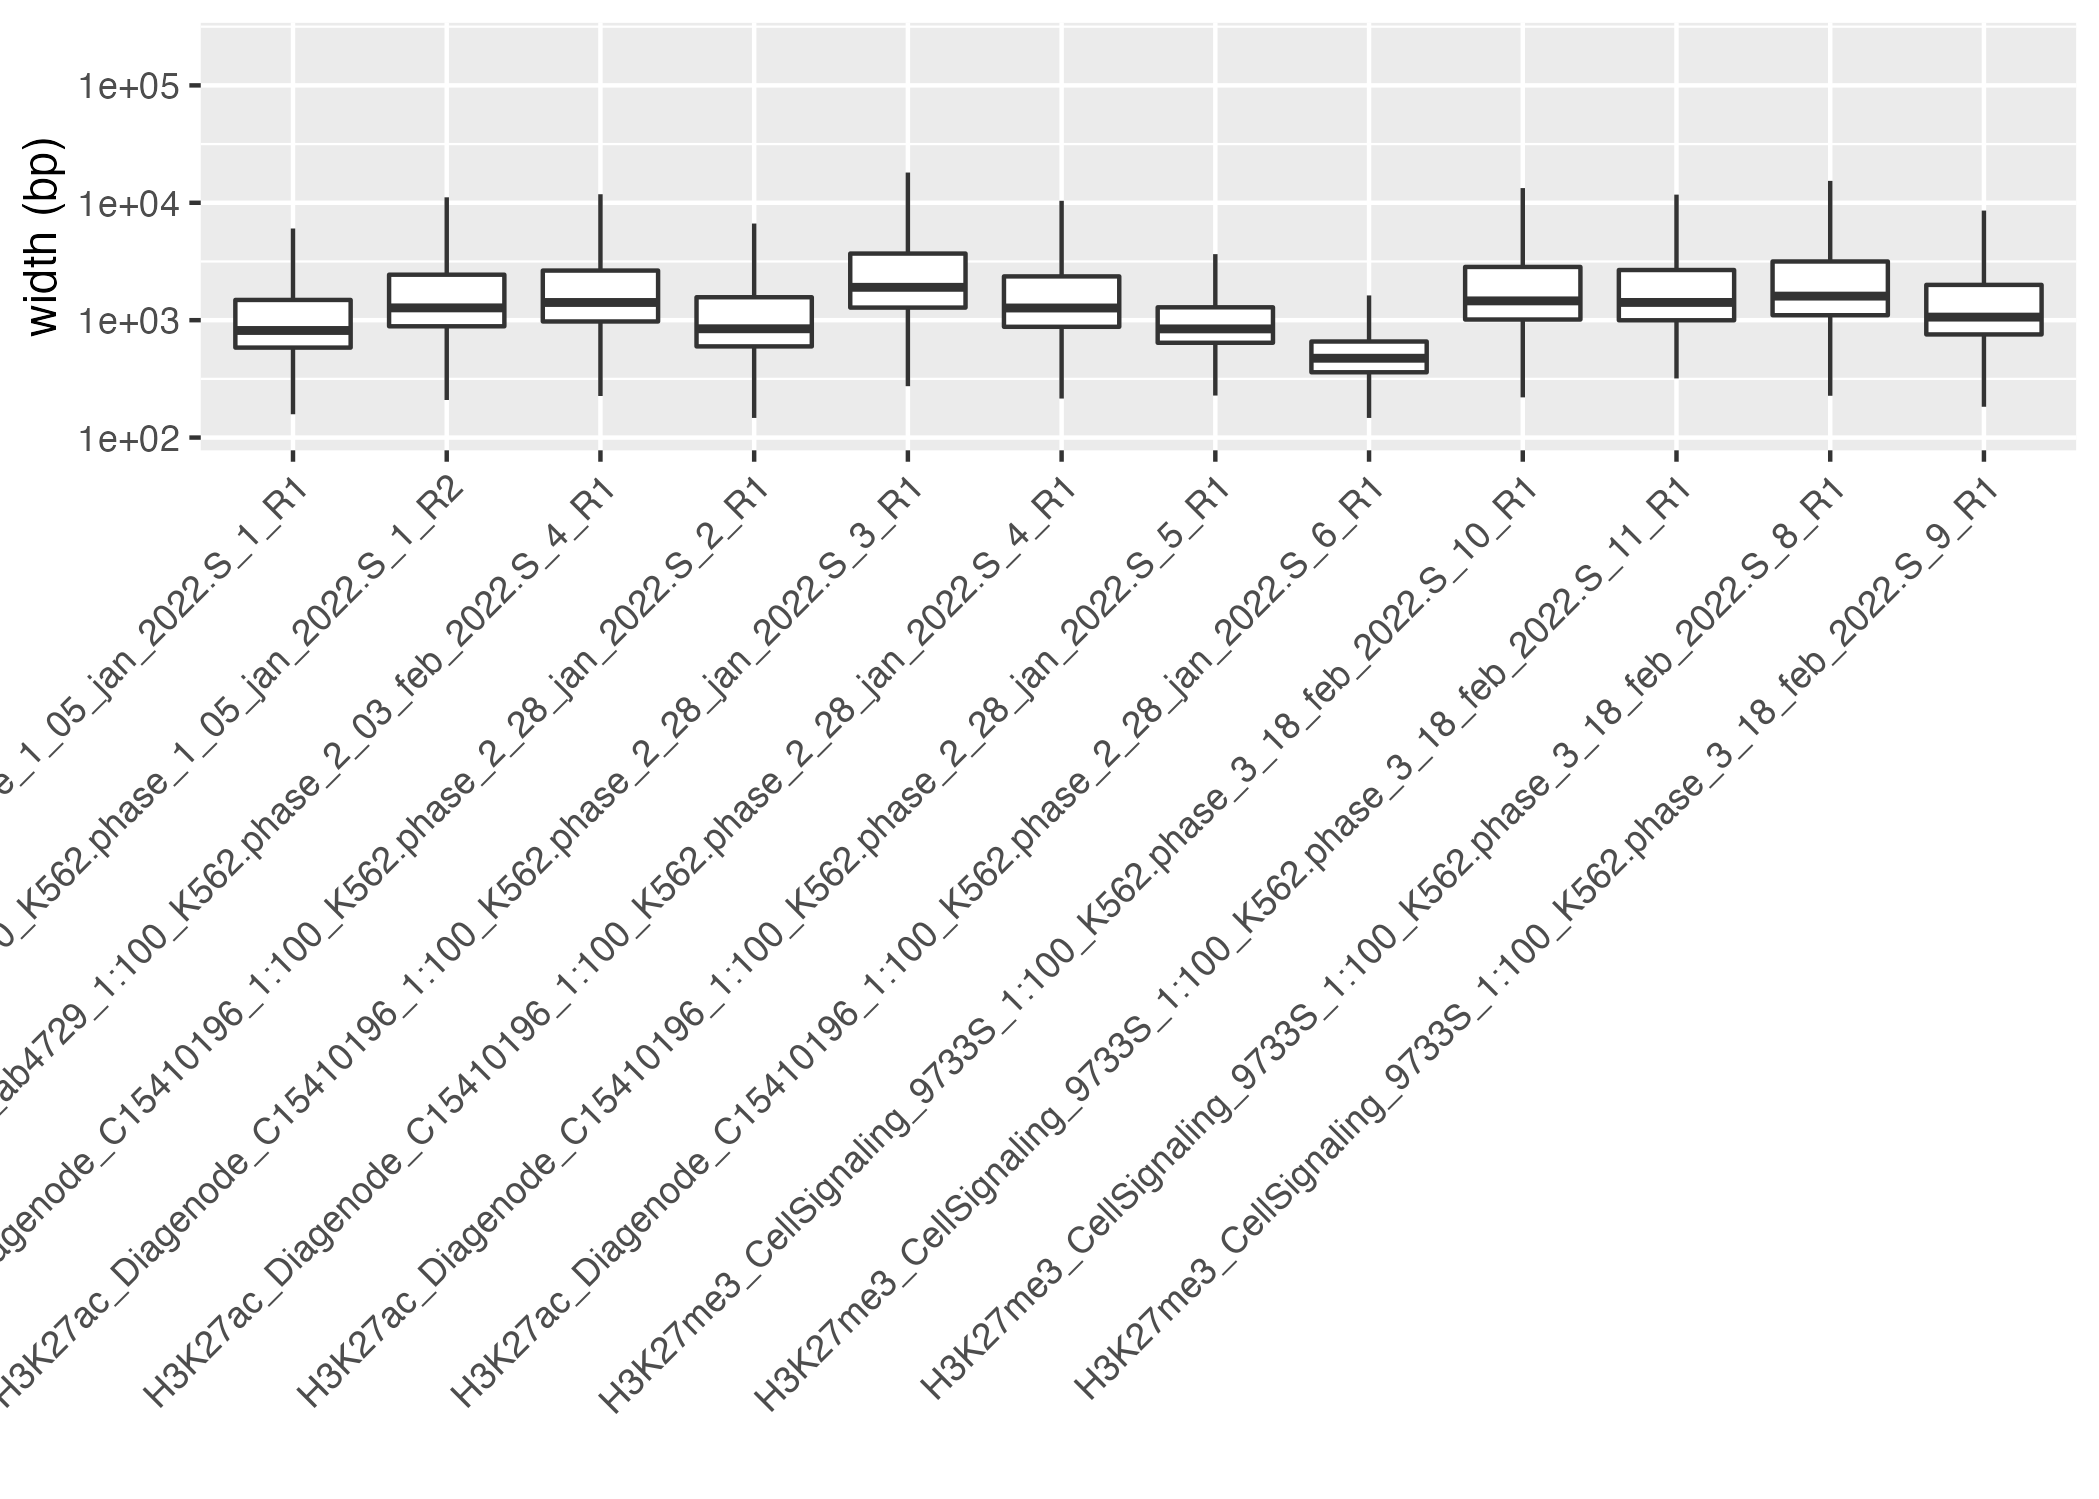 width (bp)
1e+05
1e+04
1e+03
1e+02
_1_05_jan_2022.S_1_R1
_K562.phase_1_05_jan_2022.S_1_R2
ab4729_1:100_K562.phase_2_03_feb_2022.S_4_R1
agenode_C15410196_1:100_K562.phase_2_28_jan_2022.S_2_R1
H3K27ac_Diagenode_C15410196_1:100_K562.phase_2_28_jan_2022.S_3_R1
H3K27ac_Diagenode_C15410196_1:100_K562.phase_2_28_jan_2022.S_4_R1
H3K27ac_Diagenode_C15410196_1:100_K562.phase_2_28_jan_2022.S_5_R1
H3K27ac_Diagenode_C15410196_1:100_K562.phase_2_28_jan_2022.S_6_R1
H3K27me3_CellSignaling_9733S_1:100_K562.phase_3_18_feb_2022.S_10_R1
H3K27me3_CellSignaling_9733S_1:100_K562.phase_3_18_feb_2022.S_11_R1
H3K27me3_CellSignaling_9733S_1:100_K562.phase_3_18_feb_2022.S_8_R1
H3K27me3_CellSignaling_9733S_1:100_K562.phase_3_18_feb_2022.S_9_R1